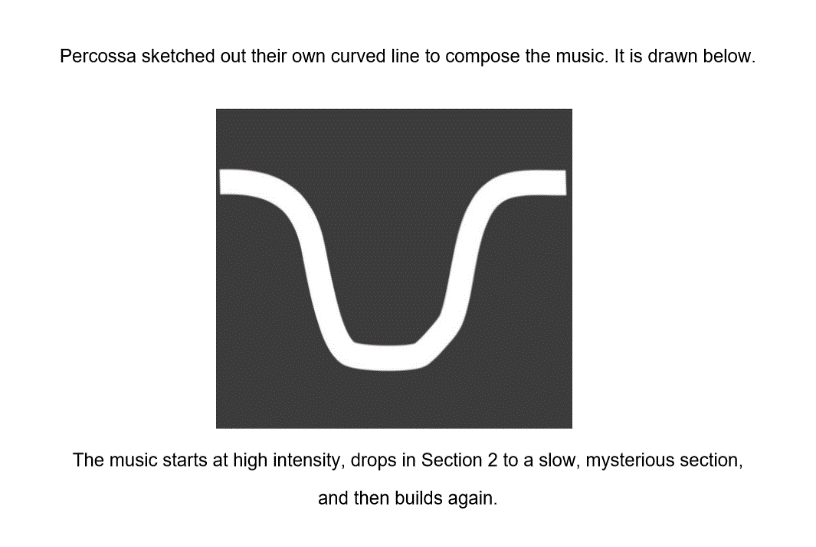 Percossa sketched out their own curved line to compose the music. It is drawn below.
The music starts at high intensity, drops in Section 2 to a slow, mysterious section,
and then builds again.